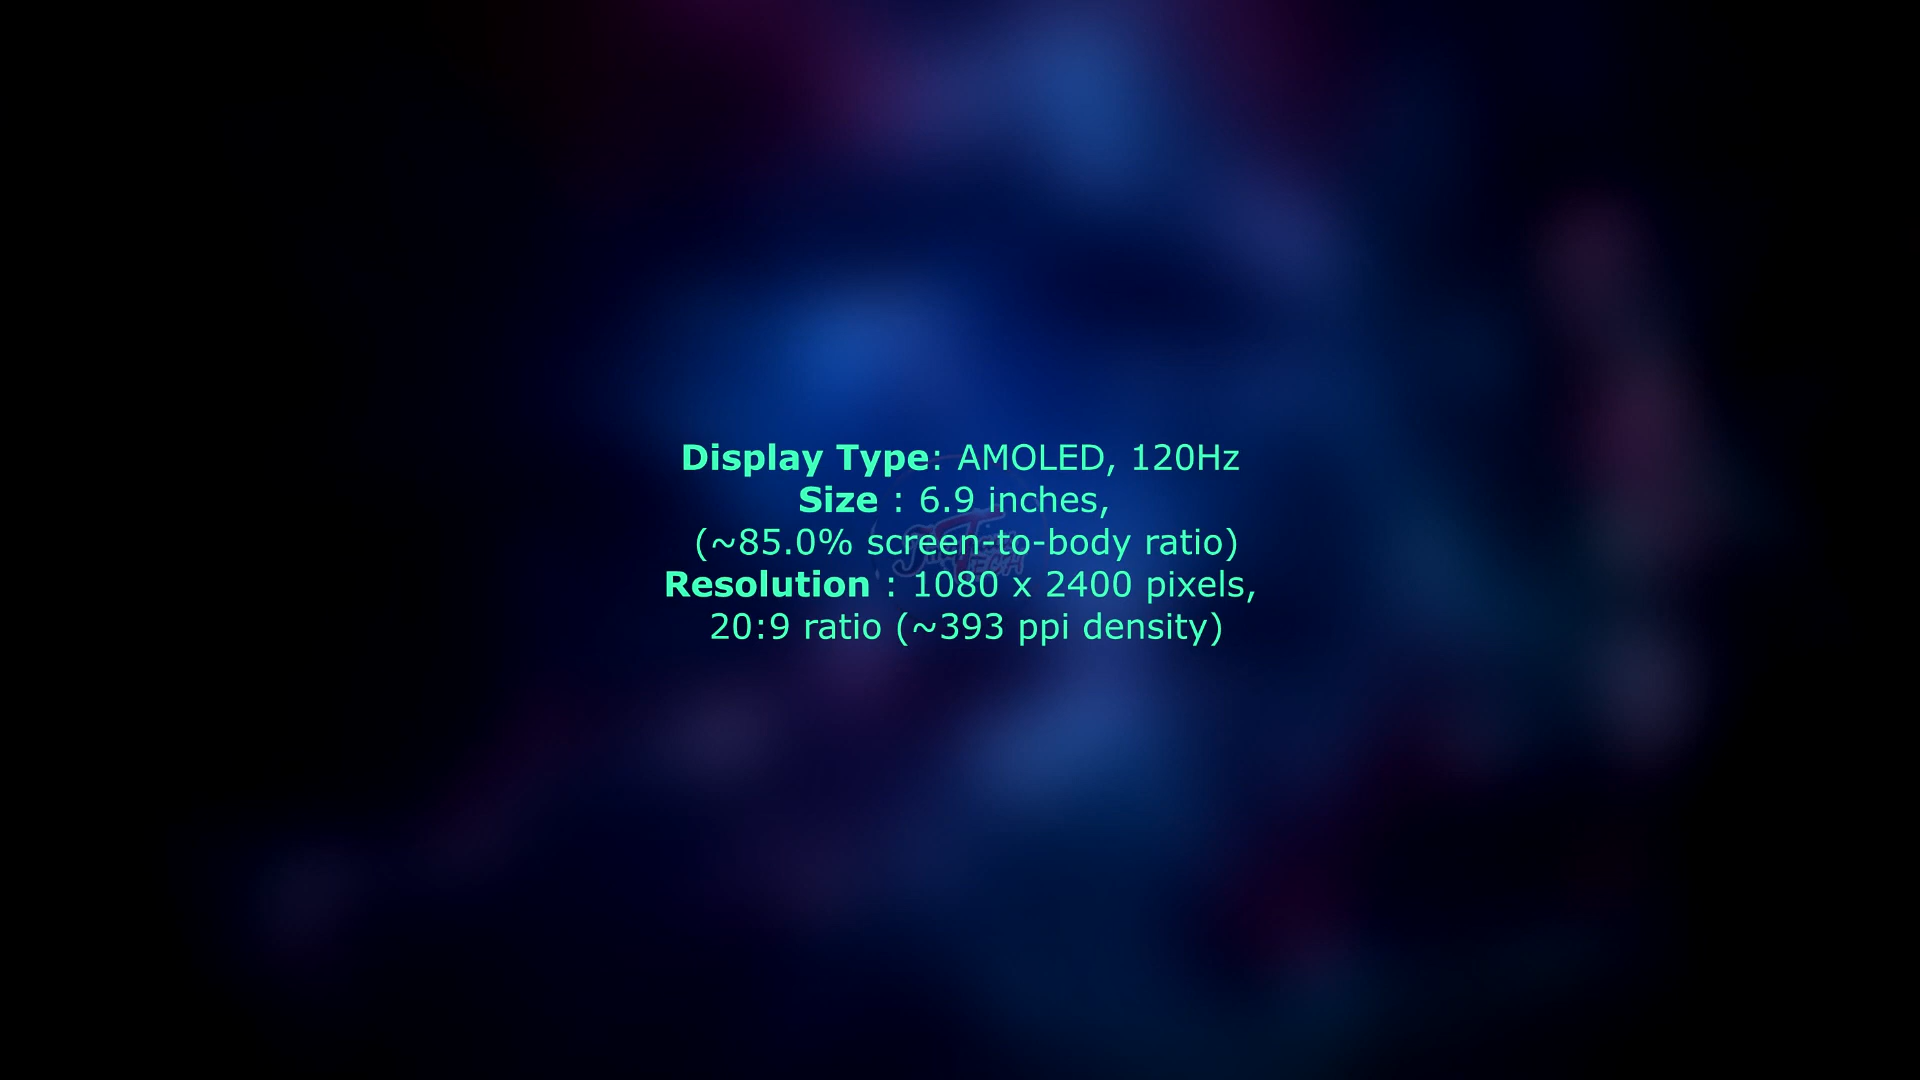 Display Type: AMOLED, 120Hz
Size : 6.9 inches,
(~85.0% screen-to-body ratio)
Resolution : 1080 x 2400 pixels,
20:9 ratio (~393 ppi density)